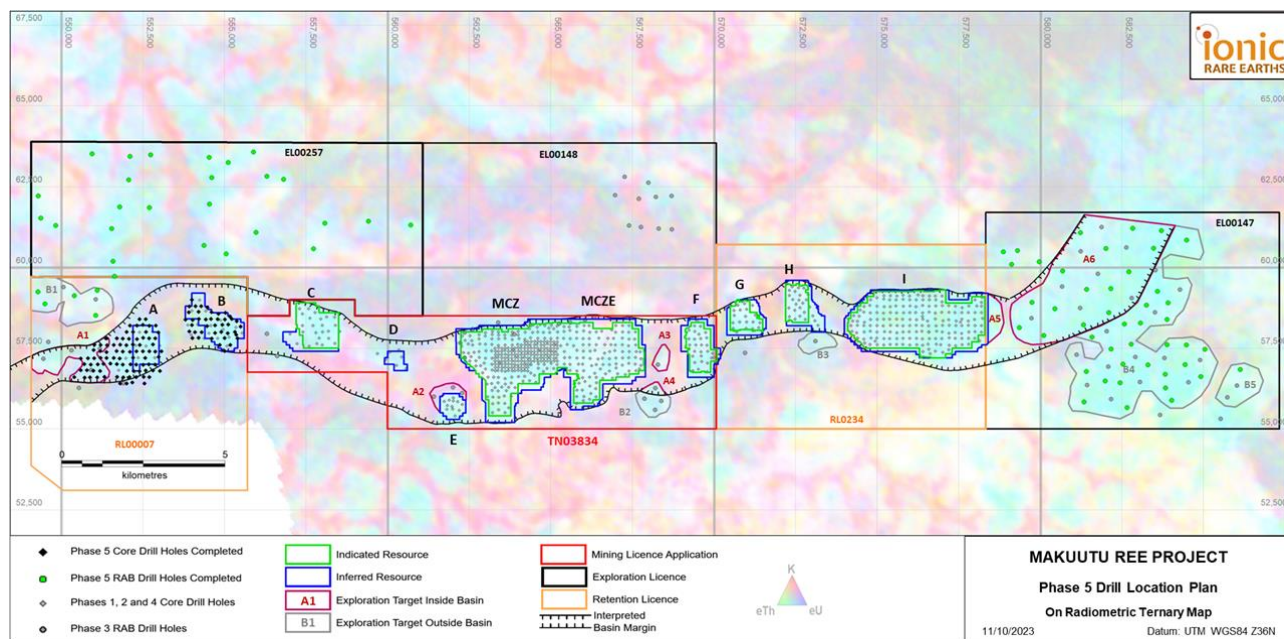 550,000
552,500
555,000
557,500
560,000
562,500
565,000
567,500
570,000
572,500
575,000
577,500
580,000
582,500
67,500
65,000
62,500
60,000
57,500
55,000
52,500
65,000
62,500
60,000
57,500
55,000
52,500
ionic
RARE EARTHS
EL00257
EL00148
EL00147
B1
A1
A
B
C
D
MCZ
MCZE
F
G
H
I
A2
E
A3
A4
B2
B3
A5
A6
B4
B5
RL00007
TN03834
RL0234
0
5
kilometres
Phase 5 Core Drill Holes Completed
Phase 5 RAB Drill Holes Completed
Phases 1, 2 and 4 Core Drill Holes
Phase 3 RAB Drill Holes
Indicated Resource
Inferred Resource
A1 Exploration Target Inside Basin
B1 Exploration Target Outside Basin
Mining Licence Application
Exploration Licence
Retention Licence
Interpreted
Basin Margin
K
eTh
eU
MAKUUTU REE PROJECT
Phase 5 Drill Location Plan
On Radiometric Ternary Map
11/10/2023
Datum: UTM WGS84 Z36N